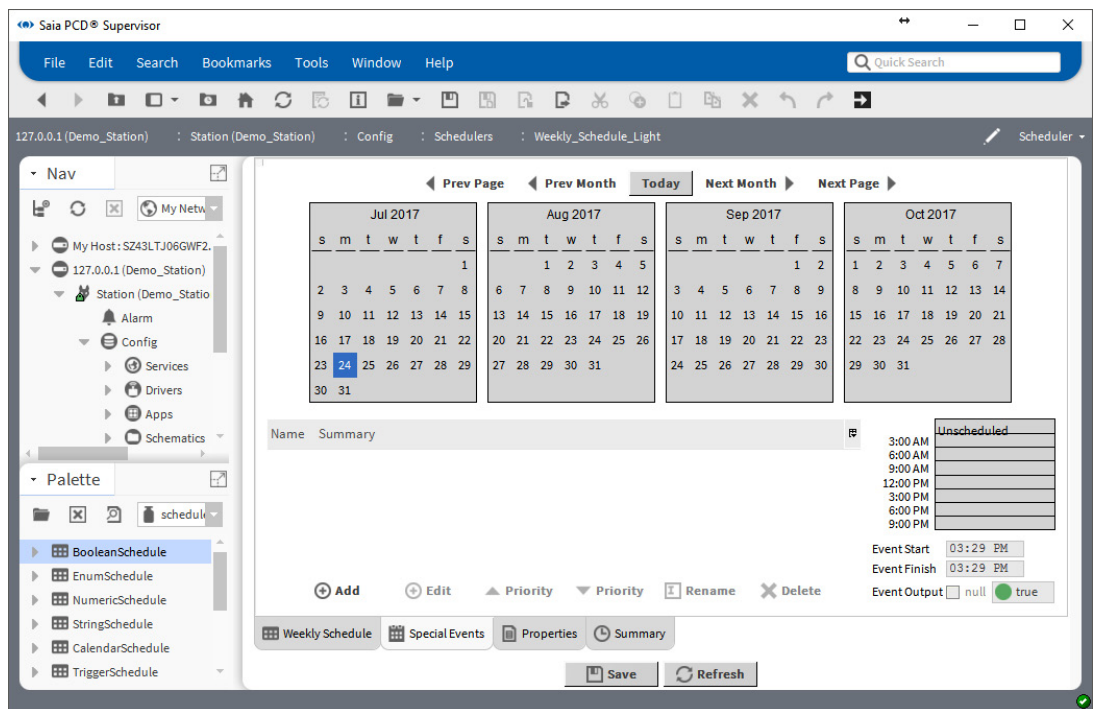 Saia PCD® Supervisor
File Edit Search Bookmarks Tools Window Help
Quick Search
127.0.0.1 (Demo_Station) : Station (Demo_Station) : Config : Schedulers : Weekly_Schedule_Light
Scheduler
Nav
My Netw
My Host : SZ43LTJ06GWF2.
127.0.0.1 (Demo_Station)
Station (Demo_Statio
Alarm
Config
Services
Drivers
Apps
Schematics
Palette
schedule
BooleanSchedule
EnumSchedule
NumericSchedule
StringSchedule
CalendarSchedule
TriggerSchedule
Prev Page Prev Month Today Next Month Next Page
Jul 2017
s m t w t f s
1
2 3 4 5 6 7 8
9 10 11 12 13 14 15
16 17 18 19 20 21 22
23 24 25 26 27 28 29
30 31
Aug 2017
s m t w t f s
1 2 3 4 5
6 7 8 9 10 11 12
13 14 15 16 17 18 19
20 21 22 23 24 25 26
27 28 29 30 31
Sep 2017
s m t w t f s
1 2
3 4 5 6 7 8 9
10 11 12 13 14 15 16
17 18 19 20 21 22 23
24 25 26 27 28 29 30
Oct 2017
s m t w t f s
1 2 3 4 5 6 7
8 9 10 11 12 13 14
15 16 17 18 19 20 21
22 23 24 25 26 27 28
29 30 31
Name Summary
Unscheduled
3:00 AM
6:00 AM
9:00 AM
12:00 PM
3:00 PM
6:00 PM
9:00 PM
Event Start 03:29 PM
Event Finish 03:29 PM
Event Output null true
Add Edit Priority Priority Rename Delete
Weekly Schedule Special Events Properties Summary
Save Refresh